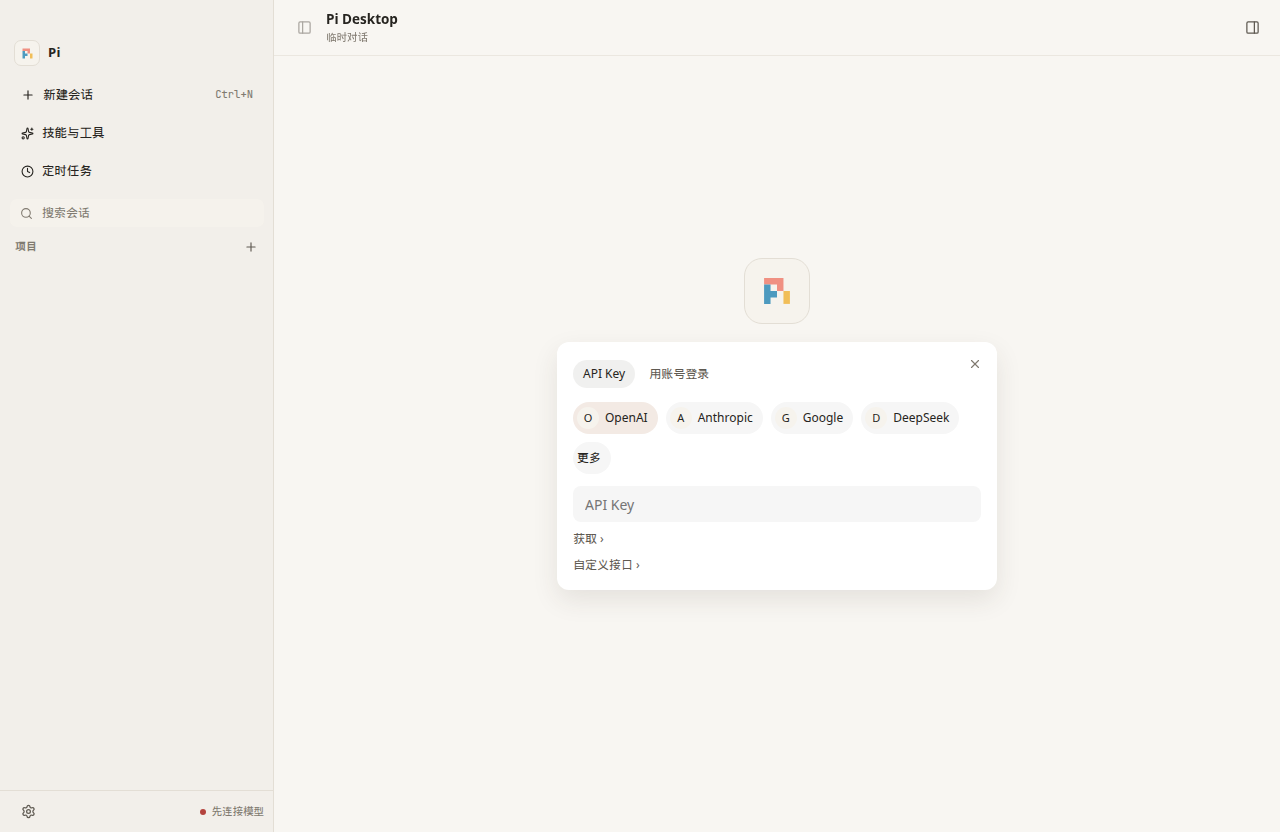 Pi
新建会话 Ctrl+N
技能与工具
定时任务
搜索会话
项目
先连接模型
Pi Desktop
临时对话
API Key 用账号登录
O OpenAI A Anthropic G Google D DeepSeek
更多
API Key
获取 ›
自定义接口 ›